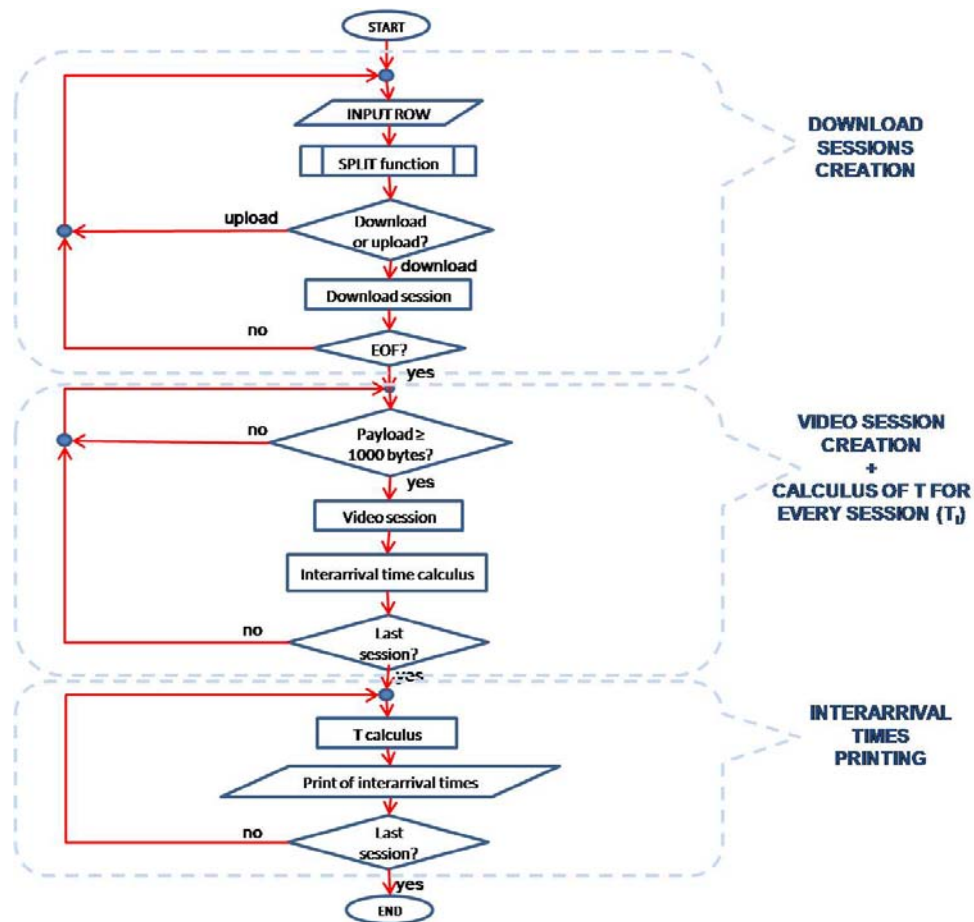 START
INPUT ROW
SPLIT function
upload
Download
or upload?
download
Download session
no
EOF?
yes
DOWNLOAD
SESSIONS
CREATION
no
Payload ≥
1000 bytes?
yes
Video session
Interarrival time calculus
no
Last
session?
yes
VIDEO SESSION
CREATION
+
CALCULUS OF T FOR
EVERY SESSION (Tᵢ)
T calculus
Print of interarrival times
no
Last
session?
yes
END
INTERARRIVAL
TIMES
PRINTING